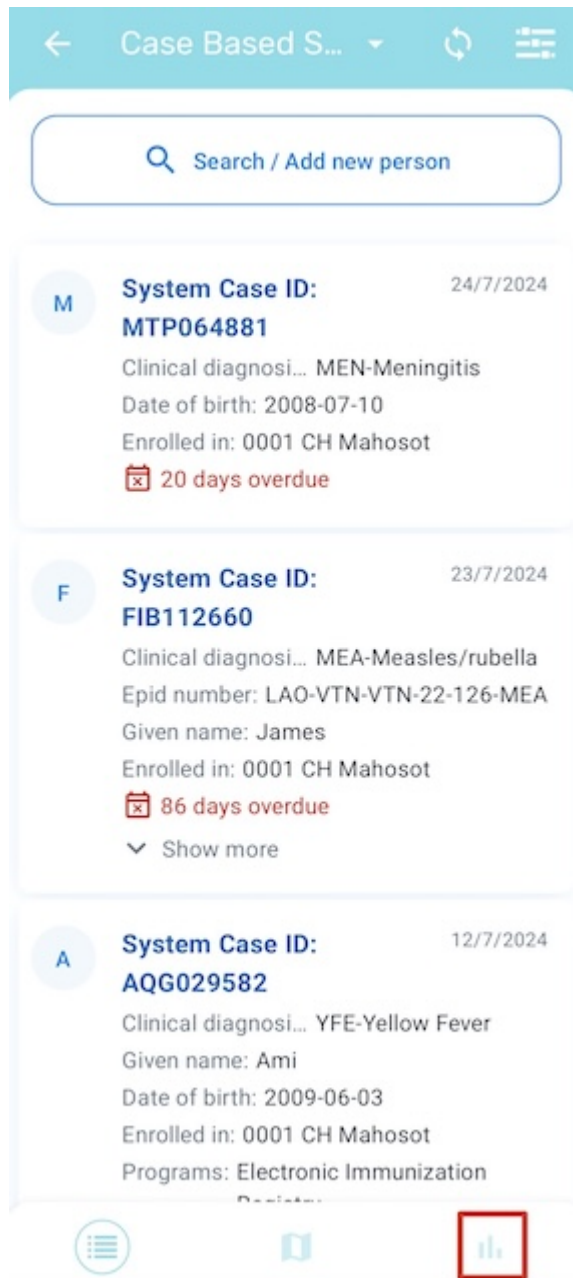 Case Based S...
Search / Add new person
M
System Case ID:
24/7/2024
MTP064881
Clinical diagnosi... MEN-Meningitis
Date of birth: 2008-07-10
Enrolled in: 0001 CH Mahosot
20 days overdue
F
System Case ID:
23/7/2024
FIB112660
Clinical diagnosi... MEA-Measles/rubella
Epid number: LAO-VTN-VTN-22-126-MEA
Given name: James
Enrolled in: 0001 CH Mahosot
86 days overdue
Show more
A
System Case ID:
12/7/2024
AQG029582
Clinical diagnosi... YFE-Yellow Fever
Given name: Ami
Date of birth: 2009-06-03
Enrolled in: 0001 CH Mahosot
Programs: Electronic Immunization